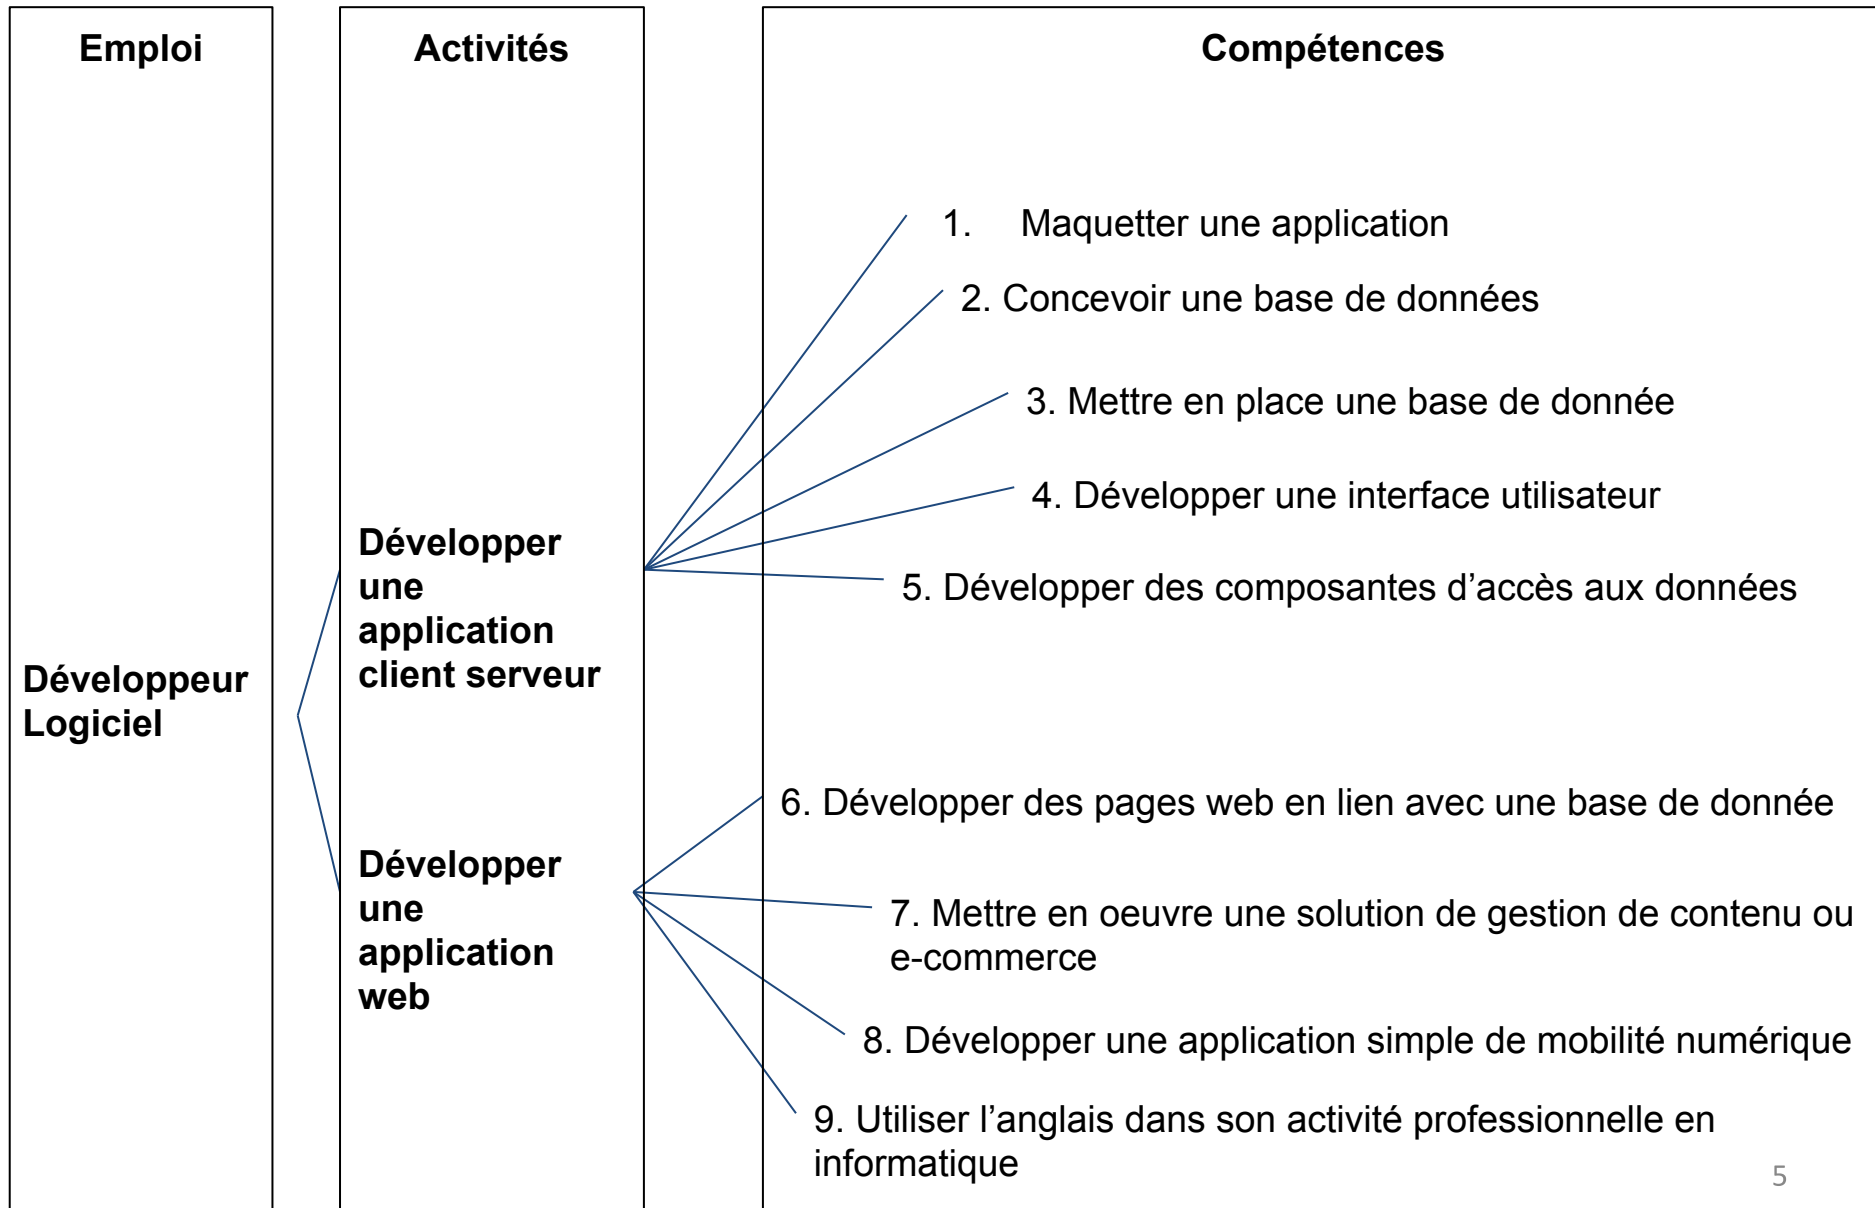 Emploi
Activités
Compétences
1. Maquetter une application
2. Concevoir une base de données
3. Mettre en place une base de donnée
4. Développer une interface utilisateur
Développer
une
application
client serveur
5. Développer des composantes d’accès aux données
Développeur
Logiciel
6. Développer des pages web en lien avec une base de donnée
Développer
une
application
web
7. Mettre en oeuvre une solution de gestion de contenu ou
e-commerce
8. Développer une application simple de mobilité numérique
9. Utiliser l’anglais dans son activité professionnelle en
informatique
5